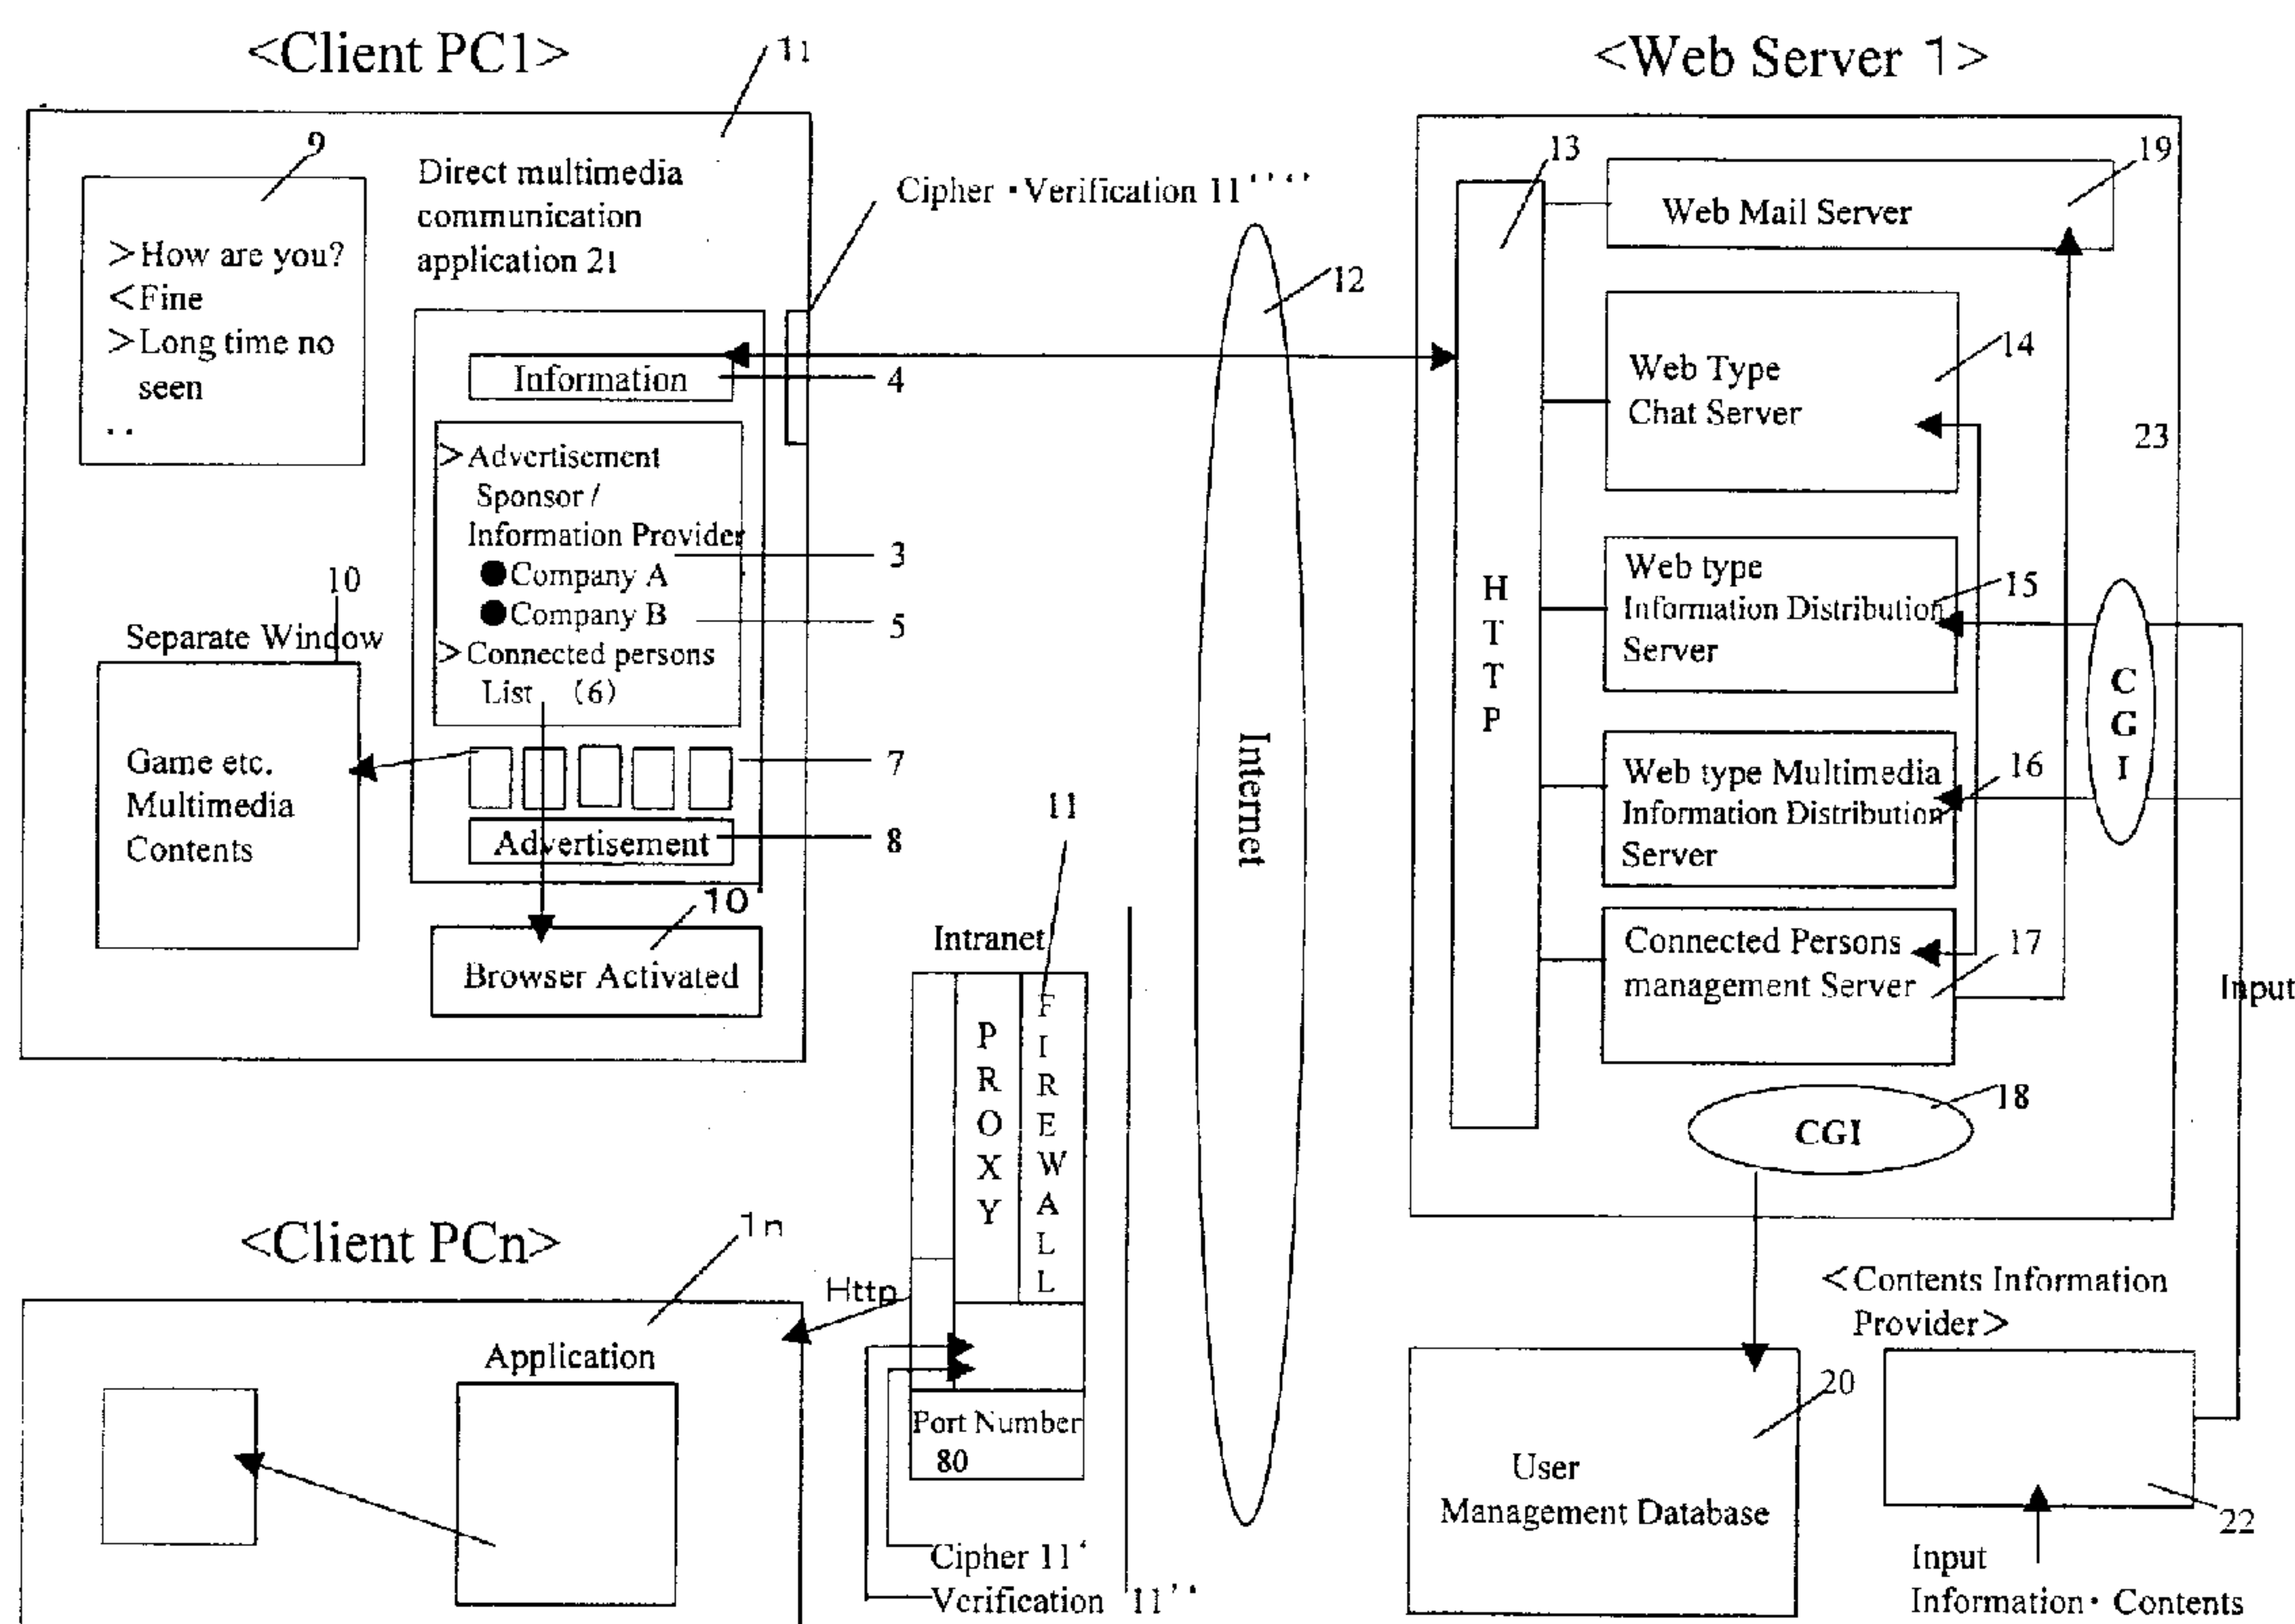 <Client PC1>
11
9
>How are you?
<Fine
>Long time no
seen
..
Direct multimedia
communication
application 21
Cipher・Verification 11''''
Information
4
>Advertisement
Sponsor /
Information Provider
3
●Company A
●Company B
5
>Connected persons
List (6)
7
Advertisement
8
10
Separate Window
Game etc.
Multimedia
Contents
10'
Browser Activated
<Client PCn>
1n
Application
Http
Intranet
11
PROXY
FIREWALL
Port Number
80
Cipher 11'
Verification 11''
Internet
12
<Web Server 1>
13
HTTP
Web Mail Server
19
Web Type
Chat Server
14
23
Web type
Information Distribution
Server
15
Web type Multimedia
Information Distribution
Server
16
Connected Persons
management Server
17
CGI
Input
CGI
18
User
Management Database
20
<Contents Information
Provider>
22
Input
Information・Contents